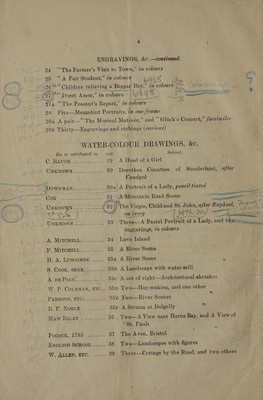 ENGRAVINGS, &c.—continued.
24 "The Farmer's Visit to Town," in colours
25 "A Fair Student," in colours
26 "Children relieving a Beggar Boy," in colours
27 "Dorri Amor," in colours
27A "The Peasant's Repast," in colours
28 Five—Mezzotint Portraits, in one frame
28A A pair—"The Musical Matinée," and "Gluck's Concert," facsimiles
28B Thirty—Engravings and etchings (various)
WATER-COLOUR DRAWINGS, &c.
By or attributed to LOT Subject.
C. BAUCH 29 A Head of a Girl
UNKNOWN 30 Dorothea Countess of Sunderland, after Vandyck
DOWNMAN 30A A Portrait of a Lady, pencil tinted
COX 31 A Mountain Road Scene
UNKNOWN 32 The Virgin, Child and St. John, after Raphael, on ivory
UNKNOWN 33 Three—A Pastel Portrait of a Lady, and two engravings, in colours
A. MITCHELL 34 Lock Island
P. MITCHELL 35 A River Scene
H. A. LUSCOMBE 35A A River Scene
S. COOK, SENR. 35B A Landscape with water-mill
A. DE PIAN 35C A set of eight—Architectural sketches
W. P. COLEMAN, ETC. 35D Two—Hay making, and one other
PARSONS, ETC. 35E Two—River Scenes
R. P. NOBLE 35F A Stream at Dolgelly
MAW EGLEY 36 Two—A View near Herne Bay, and A View of St. Pauls
POCOCK, 1785 37 The Avon, Bristol
ENGLISH SCHOOL 38 Two—Landscapes with figures
W. ALLEN, ETC. 39 Three—Cottage by the Road, and two others